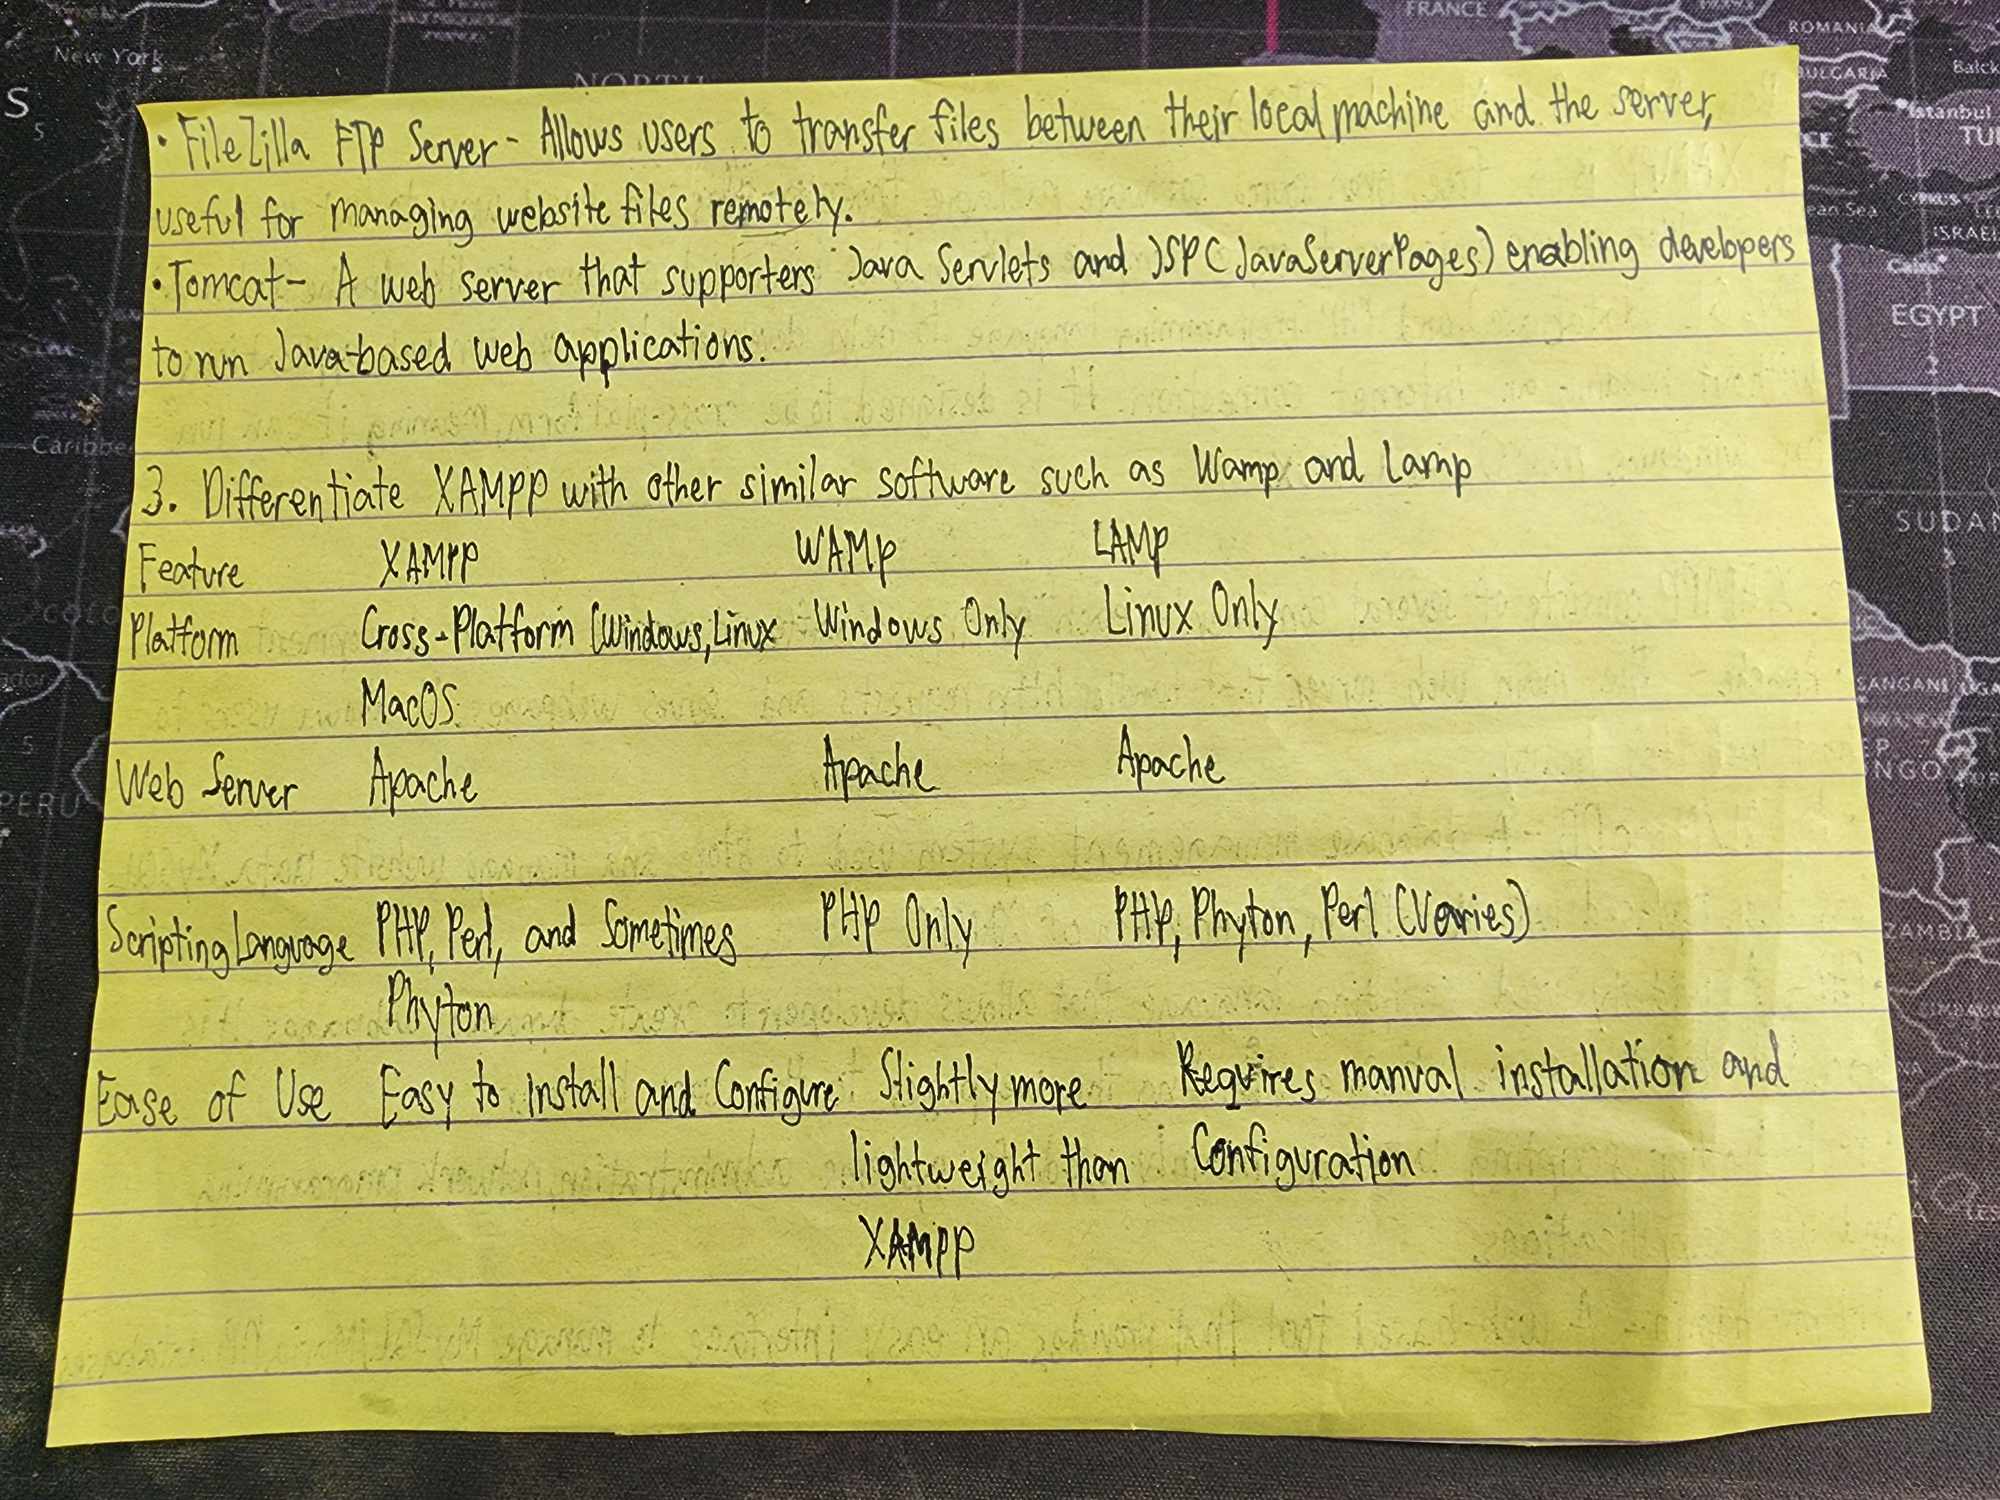 • FileZilla FTP Server - Allows users to transfer files between their local machine and the server,
useful for managing website files remotely.
• Tomcat - A web server that supporters Java Servlets and JSP (JavaServerPages) enabling developers
to run Java-based web applications.
3. Differentiate XAMPP with other similar software such as Wamp and Lamp
Feature XAMPP WAMP LAMP
Platform Cross-Platform (Windows, Linux Windows Only Linux Only
MacOS.
Web Server Apache Apache Apache
Scripting Language PHP, Perl, and Sometimes PHP Only PHP, Phyton, Perl (Varies)
Phyton
Ease of Use Easy to Install and Configure Slightly more Requires manual installation and
lightweight than Configuration
XAMPP
New York
NORTH
FRANCE
ROMANIA
BULGARIA
Istanbul
CYPRUS
ISRAEL
Cairo
EGYPT
SUDAN
Caribbe
PERU
ZAMBIA